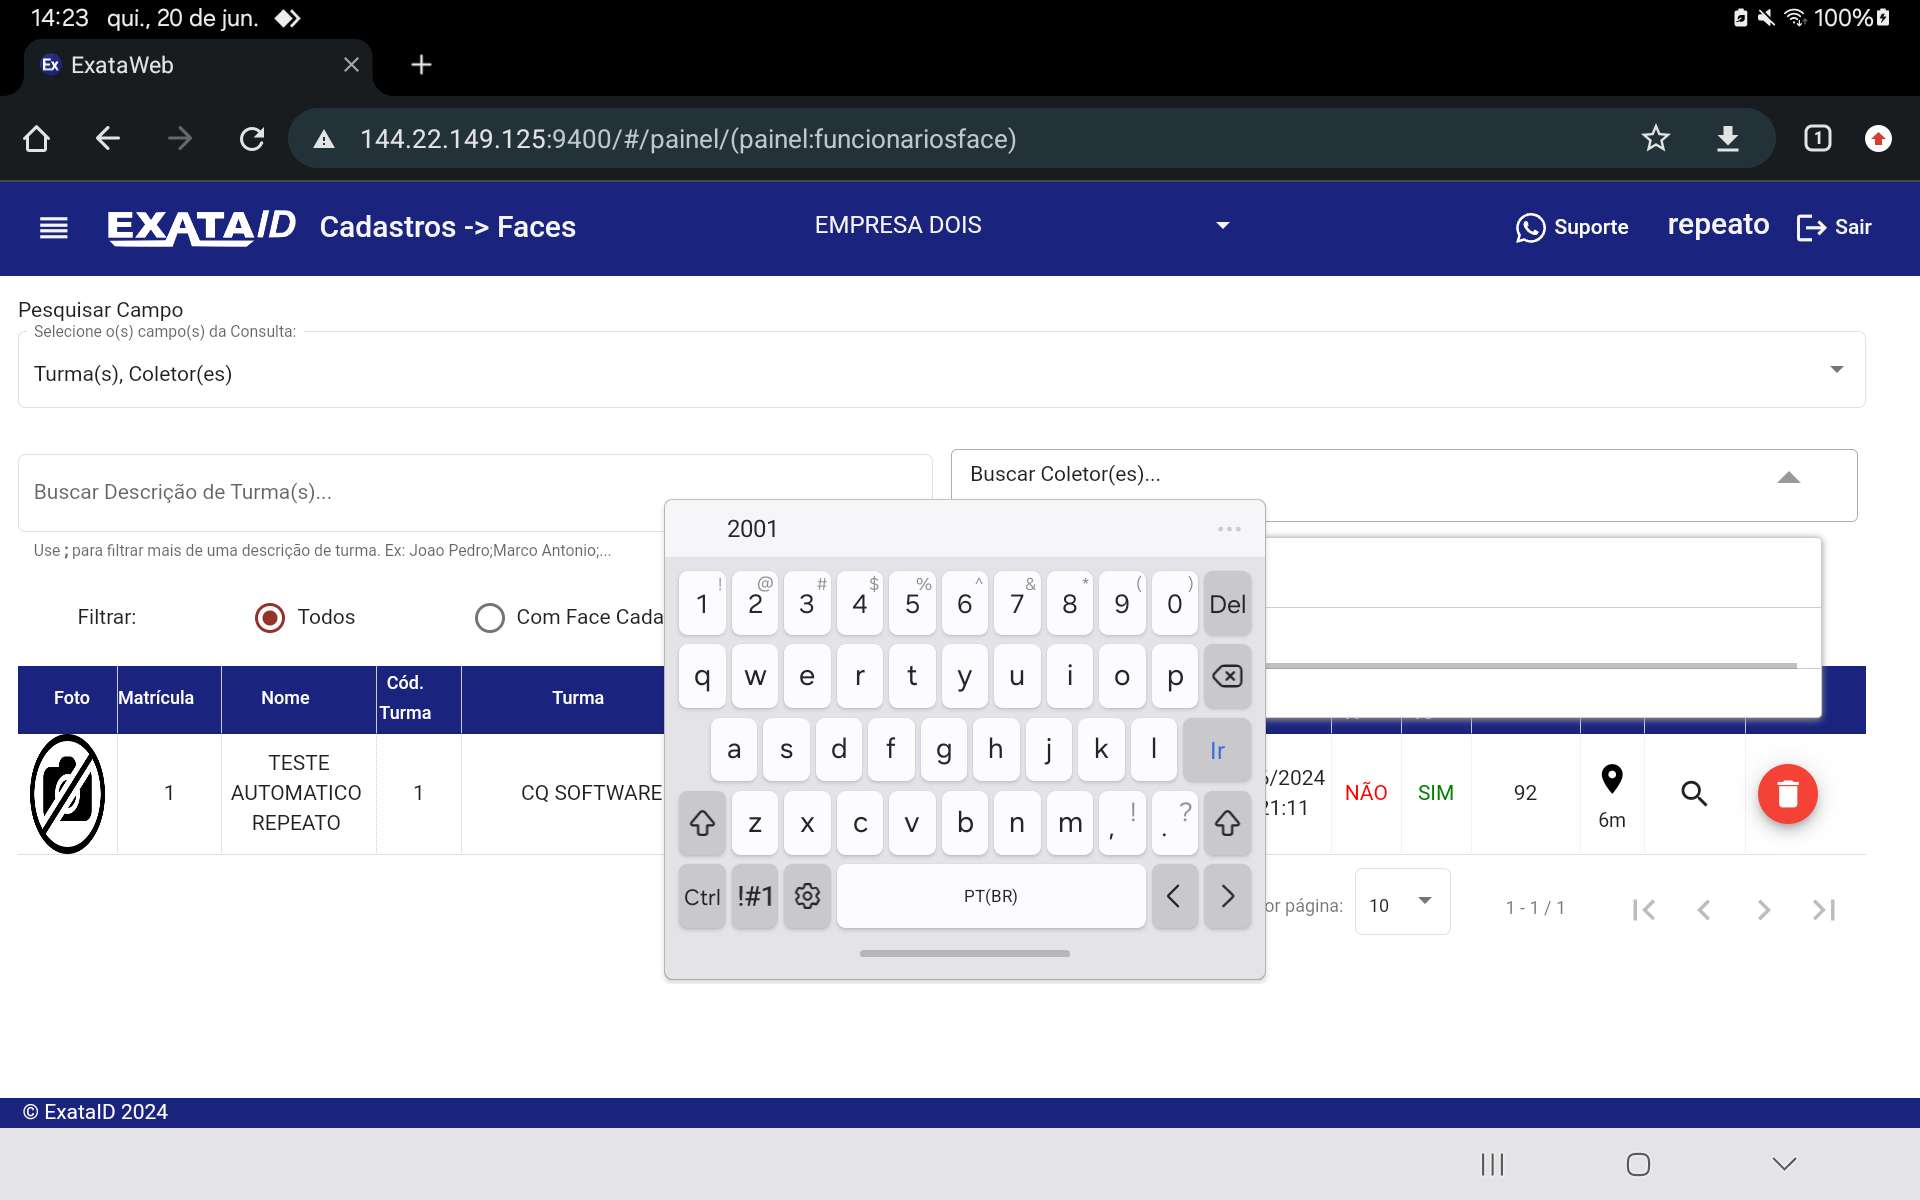 14:23 qui., 20 de jun. 100%
Ex ExataWeb
144.22.149.125:9400/#/painel/(painel:funcionariosface) 1
EXATA/ID Cadastros -> Faces EMPRESA DOIS Suporte repeato Sair
Pesquisar Campo
Selecione o(s) campo(s) da Consulta:
Turma(s), Coletor(es)
Buscar Coletor(es)...
Buscar Descrição de Turma(s)...
Use ; para filtrar mais de uma descrição de turma. Ex: Joao Pedro;Marco Antonio;...
Filtrar: Todos Com Face Cada
Foto Matrícula Nome Cód. Turma Turma
TESTE AUTOMATICO REPEATO
1 1 CQ SOFTWARE /2024 21:11 NÃO SIM 92 6m
2001 ...
! @ # $ % ^ & * ( )
1 2 3 4 5 6 7 8 9 0 Del
q w e r t y u i o p
a s d f g h j k l Ir
z x c v b n m , ! . ?
Ctrl !#1 PT(BR) < >
or página: 10 1 - 1 / 1
© ExataID 2024